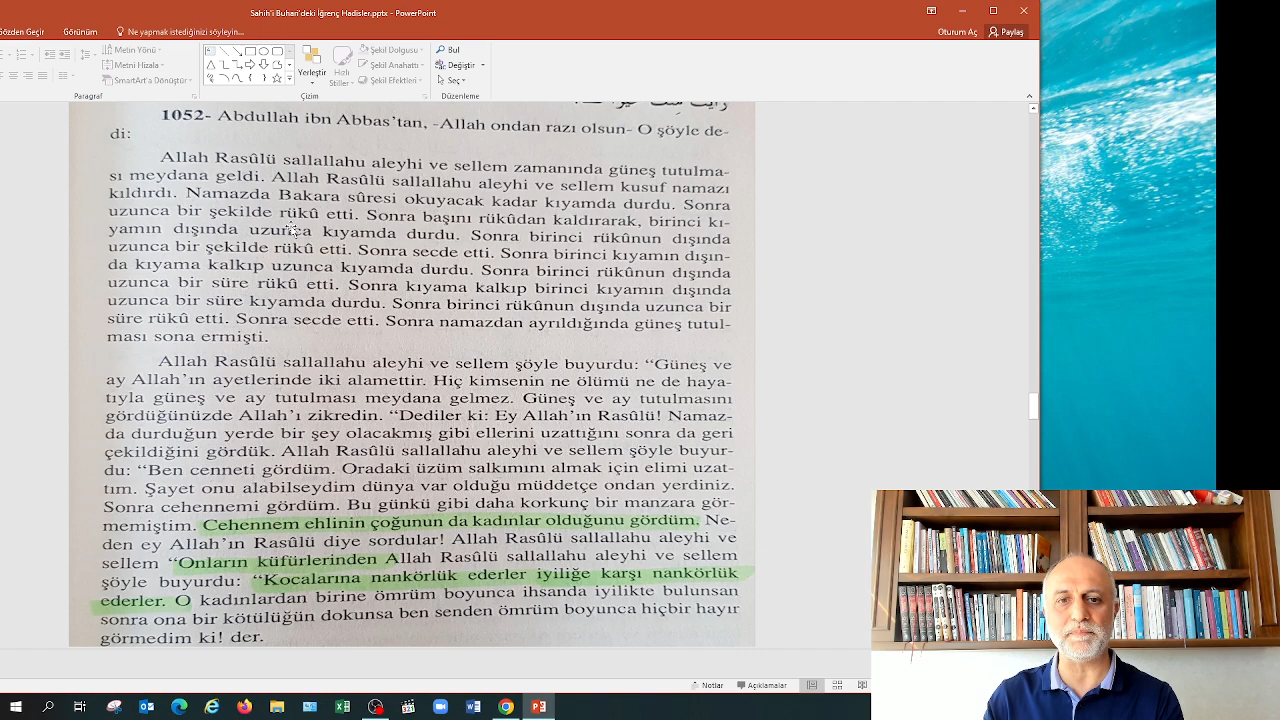 Sahih'i Buhari'deki İğrenç Hadisler.pptx - PowerPoint
Gözden Geçir Görünüm Ne yapmak istediğinizi söyleyin... Oturum Aç Paylaş
Metin Yönü
Metni Hizala
SmartArt'a Dönüştür
Yerleştir
Hızlı
Stiller
Şekil Dolgusu
Şekil Anahattı
Şekil Efektleri
Bul
Değiştir
Seç
Paragraf Çizim Düzenleme
1052- Abdullah ibn Abbas'tan, -Allah ondan razı olsun- O şöyle de-
di:
Allah Rasûlü sallallahu aleyhi ve sellem zamanında güneş tutulma-
sı meydana geldi. Allah Rasûlü sallallahu aleyhi ve sellem kusuf namazı
kıldırdı. Namazda Bakara sûresi okuyacak kadar kıyamda durdu. Sonra
uzunca bir şekilde rükû etti. Sonra başını rükûdan kaldırarak, birinci kı-
yamın dışında uzunca kıyamda durdu. Sonra birinci rükûnun dışında
uzunca bir şekilde rükû etti. Sonra secde etti. Sonra birinci kıyamın dışın-
da kıyama kalkıp uzunca kıyamda durdu. Sonra birinci rükûnun dışında
uzunca bir süre rükû etti. Sonra kıyama kalkıp birinci kıyamın dışında
uzunca bir süre kıyamda durdu. Sonra birinci rükûnun dışında uzunca bir
süre rükû etti. Sonra secde etti. Sonra namazdan ayrıldığında güneş tutul-
ması sona ermişti.
Allah Rasûlü sallallahu aleyhi ve sellem şöyle buyurdu: “Güneş ve
ay Allah'ın ayetlerinde iki alamettir. Hiç kimsenin ne ölümü ne de haya-
tıyla güneş ve ay tutulması meydana gelmez. Güneş ve ay tutulmasını
gördüğünüzde Allah'ı zikredin. “Dediler ki: Ey Allah'ın Rasûlü! Namaz-
da durduğun yerde bir şey olacakmış gibi ellerini uzattığını sonra da geri
çekildiğini gördük. Allah Rasûlü sallallahu aleyhi ve sellem şöyle buyur-
du: “Ben cenneti gördüm. Oradaki üzüm salkımını almak için elimi uzat-
tım. Şayet onu alabilseydim dünya var olduğu müddetçe ondan yerdiniz.
Sonra cehennemi gördüm. Bu günkü gibi daha korkunç bir manzara gör-
memiştim. Cehennem ehlinin çoğunun da kadınlar olduğunu gördüm. Ne-
den ey Allah'ın Rasûlü diye sordular! Allah Rasûlü sallallahu aleyhi ve
sellem “Onların küfürlerinden Allah Rasûlü sallallahu aleyhi ve sellem
şöyle buyurdu: “Kocalarına nankörlük ederler iyiliğe karşı nankörlük
ederler. O kadınlardan birine ömrüm boyunca ihsanda iyilikte bulunsan
sonra ona bir kötülüğün dokunsa ben senden ömrüm boyunca hiçbir hayır
görmedim ki! der.
Notlar Açıklamalar